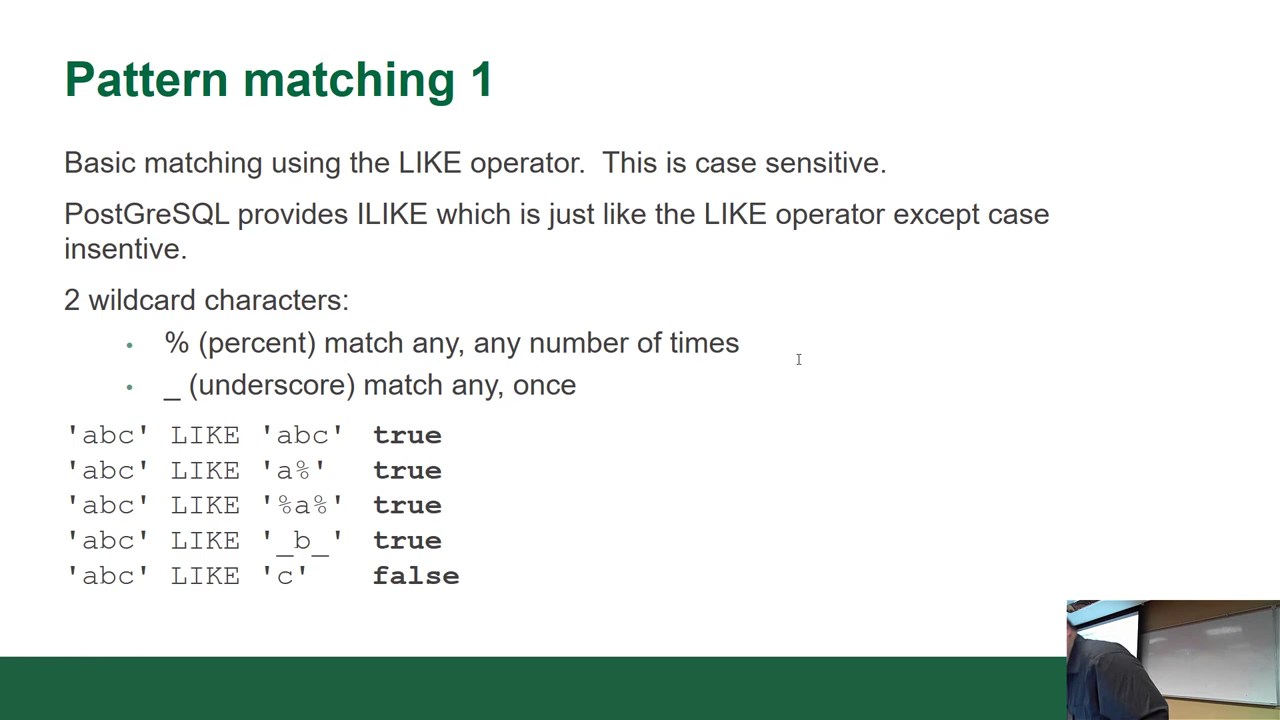 Pattern matching 1
Basic matching using the LIKE operator.  This is case sensitive.
PostGreSQL provides ILIKE which is just like the LIKE operator except case
insentive.
2 wildcard characters:
• % (percent) match any, any number of times
• _ (underscore) match any, once
'abc' LIKE 'abc'  true
'abc' LIKE 'a%'   true
'abc' LIKE '%a%'  true
'abc' LIKE '_b_'  true
'abc' LIKE 'c'    false